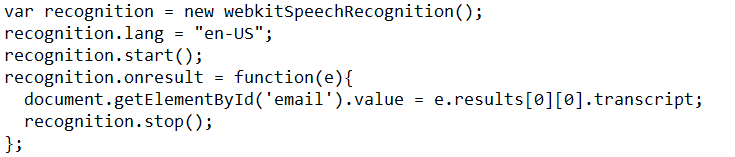 var recognition = new webkitSpeechRecognition();
recognition.lang = "en-US";
recognition.start();
recognition.onresult = function(e){
  document.getElementById('email').value = e.results[0][0].transcript;
  recognition.stop();
};